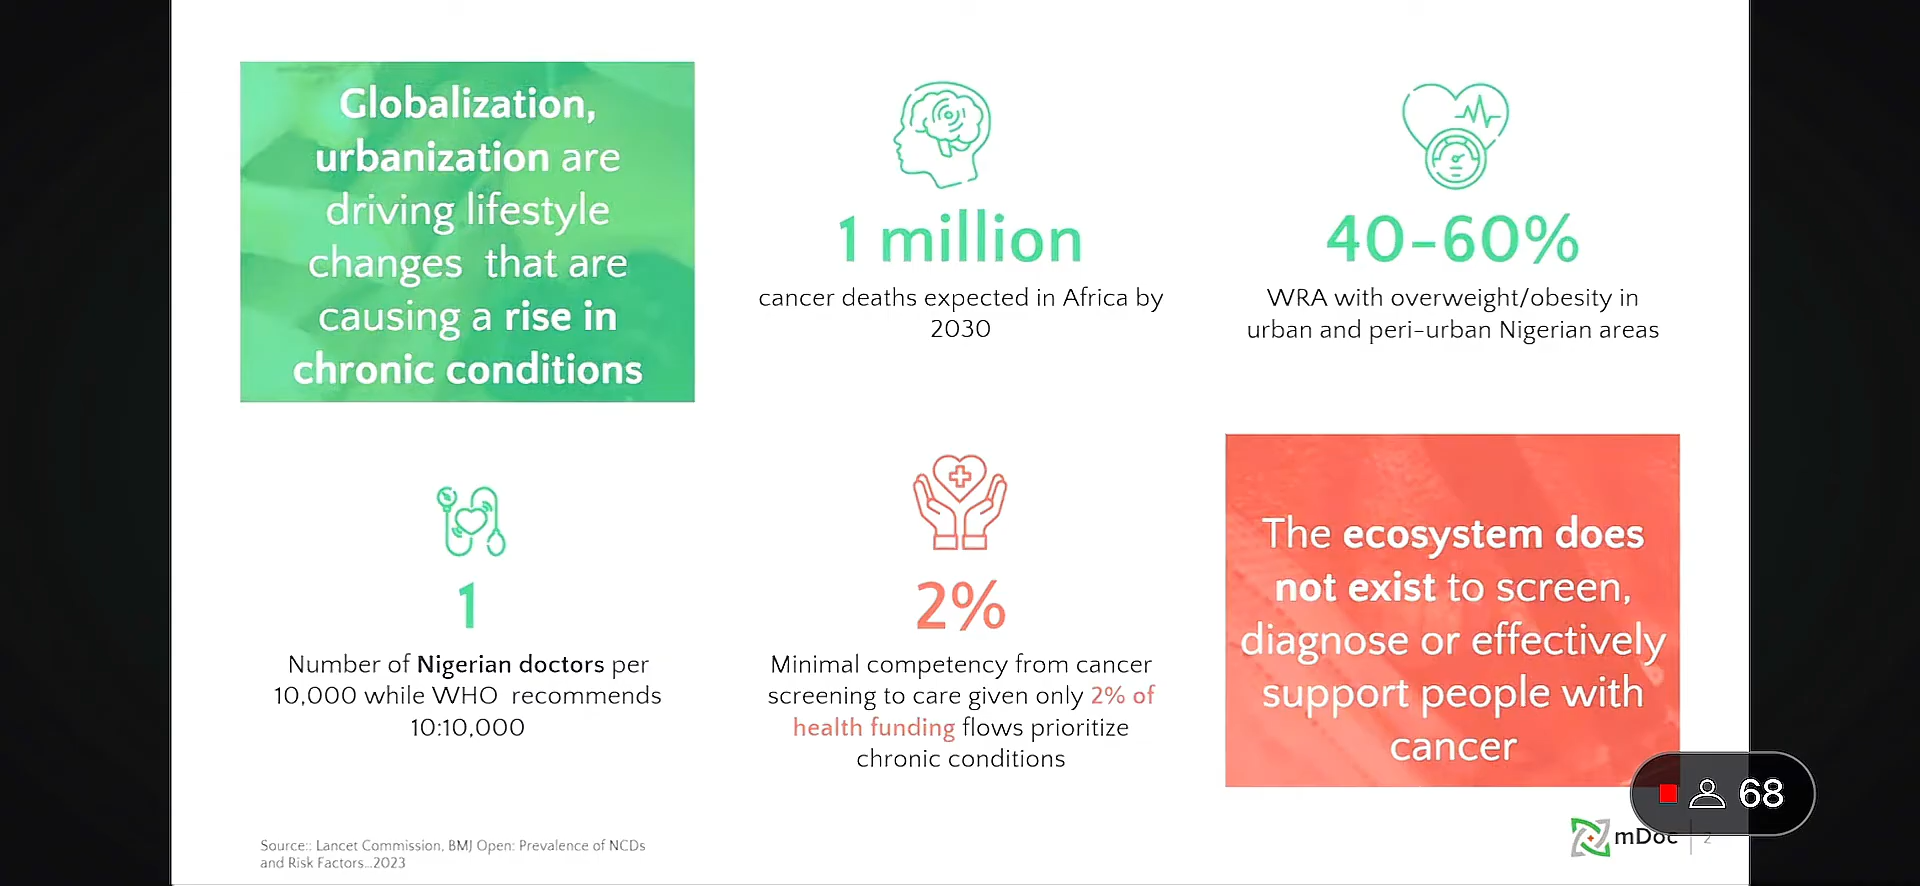 Globalization,
urbanization are
driving lifestyle
changes that are
causing a rise in
chronic conditions
1 million
cancer deaths expected in Africa by
2030
40-60%
WRA with overweight/obesity in
urban and peri-urban Nigerian areas
1
Number of Nigerian doctors per
10,000 while WHO recommends
10:10,000
2%
Minimal competency from cancer
screening to care given only 2% of
health funding flows prioritize
chronic conditions
The ecosystem does
not exist to screen,
diagnose or effectively
support people with
cancer
68
Source:: Lancet Commission, BMJ Open: Prevalence of NCDs
and Risk Factors...2023
mDoc | 2